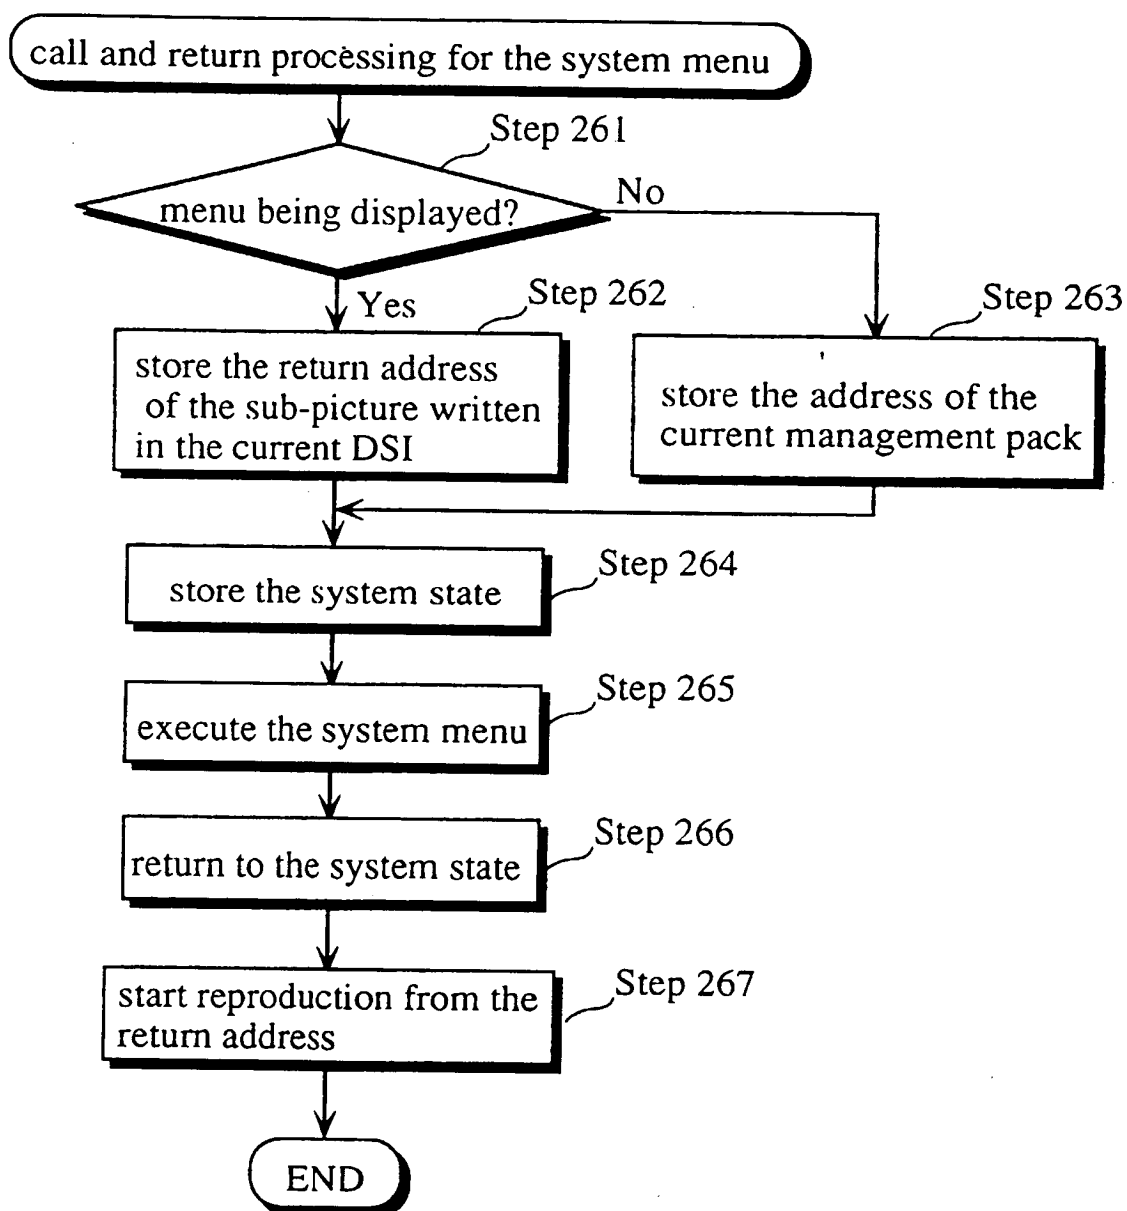 call and return processing for the system menu
Step 261
menu being displayed?
No
Yes
Step 262
store the return address
of the sub-picture written
in the current DSI
Step 263
store the address of the
current management pack
store the system state
Step 264
execute the system menu
Step 265
return to the system state
Step 266
start reproduction from the
return address
Step 267
END